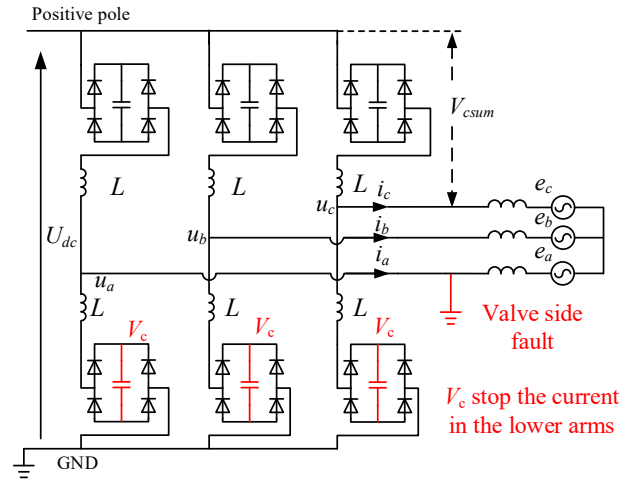 Positive pole
V_csum
L
L
L
u_c
i_c
e_c
U_dc
u_b
i_b
e_b
u_a
i_a
e_a
L
L
L
V_c
V_c
V_c
Valve side
fault
V_c stop the current
in the lower arms
GND